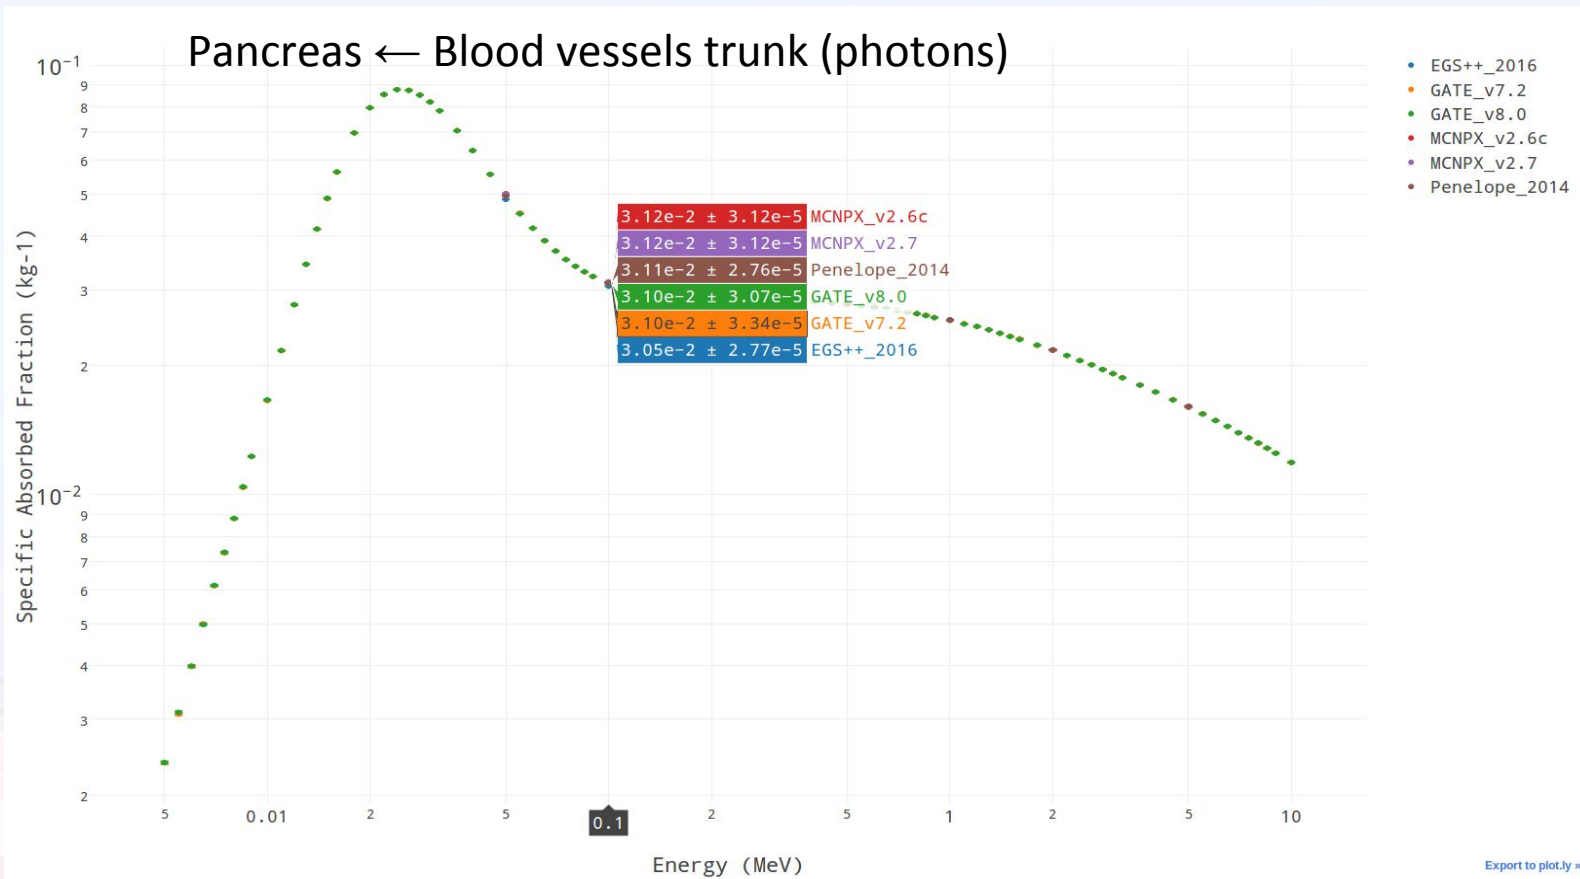 Pancreas ← Blood vessels trunk (photons)
EGS++_2016
GATE_v7.2
GATE_v8.0
MCNPX_v2.6c
MCNPX_v2.7
Penelope_2014
Specific Absorbed Fraction (kg-1)
10−1
9
8
7
6
5
4
3
2
10−2
9
8
7
6
5
4
3
2
3.12e−2 ± 3.12e−5 MCNPX_v2.6c
3.12e−2 ± 3.12e−5 MCNPX_v2.7
3.11e−2 ± 2.76e−5 Penelope_2014
3.10e−2 ± 3.07e−5 GATE_v8.0
3.10e−2 ± 3.34e−5 GATE_v7.2
3.05e−2 ± 2.77e−5 EGS++_2016
5 0.01 2 5 0.1 2 5 1 2 5 10
Energy (MeV)
Export to plot.ly »